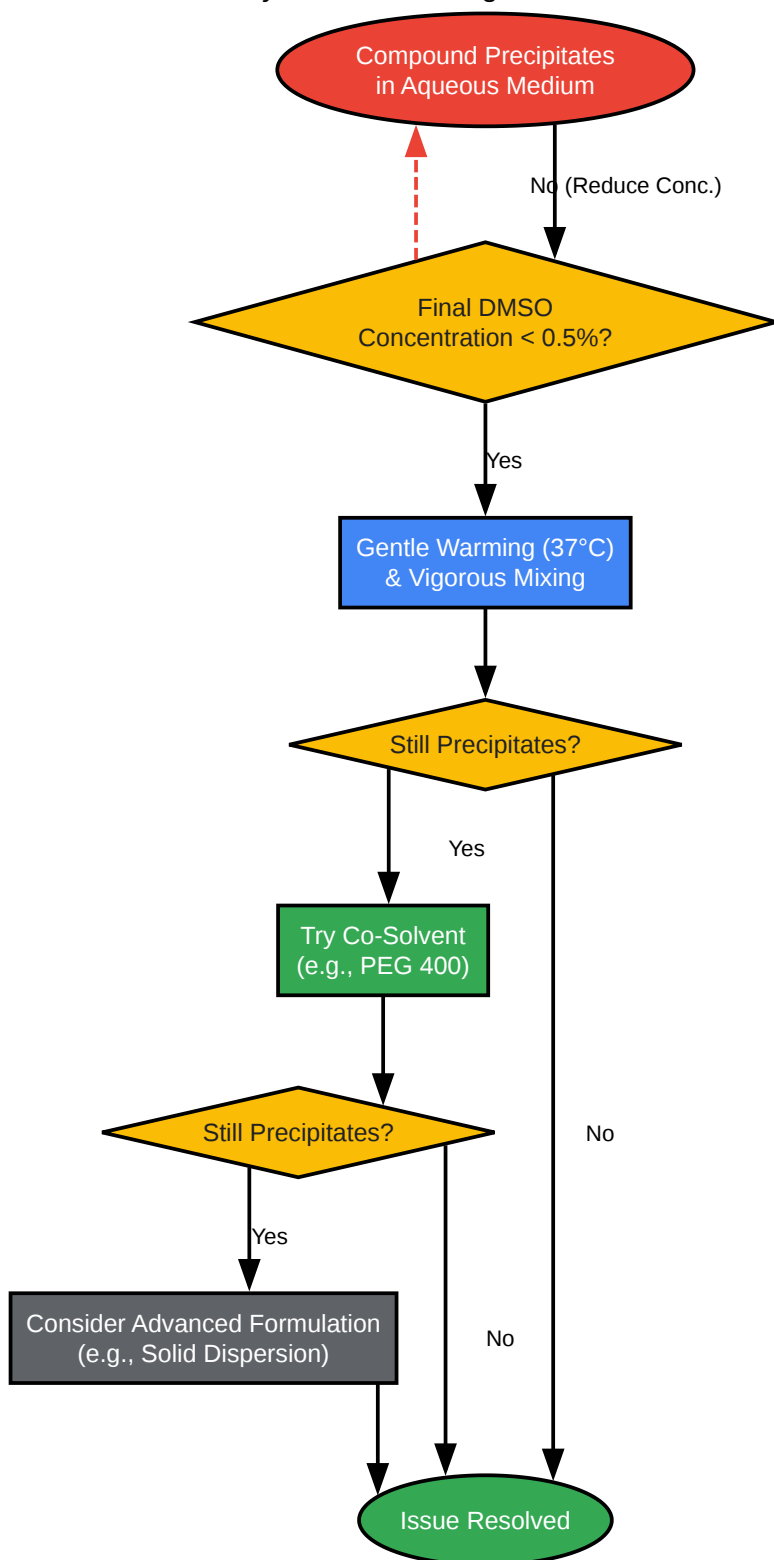 Compound Precipitates
in Aqueous Medium
No (Reduce Conc.)
Final DMSO
Concentration < 0.5%?
Yes
Gentle Warming (37°C)
& Vigorous Mixing
Still Precipitates?
Yes
Try Co-Solvent
(e.g., PEG 400)
Still Precipitates?
No
Yes
Consider Advanced Formulation
(e.g., Solid Dispersion)
No
Issue Resolved